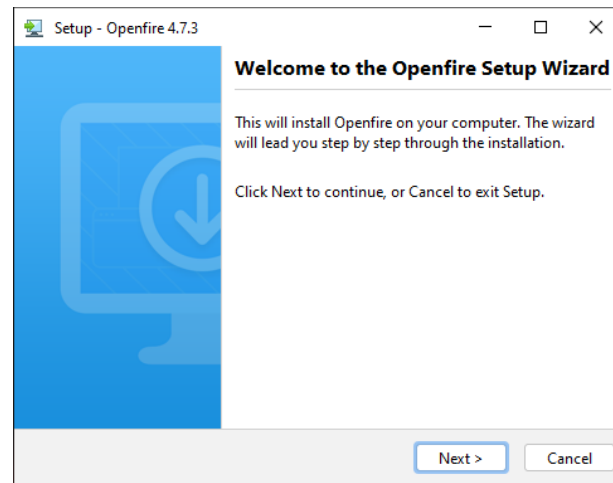 Setup - Openfire 4.7.3
Welcome to the Openfire Setup Wizard
This will install Openfire on your computer. The wizard
will lead you step by step through the installation.
Click Next to continue, or Cancel to exit Setup.
Next >
Cancel